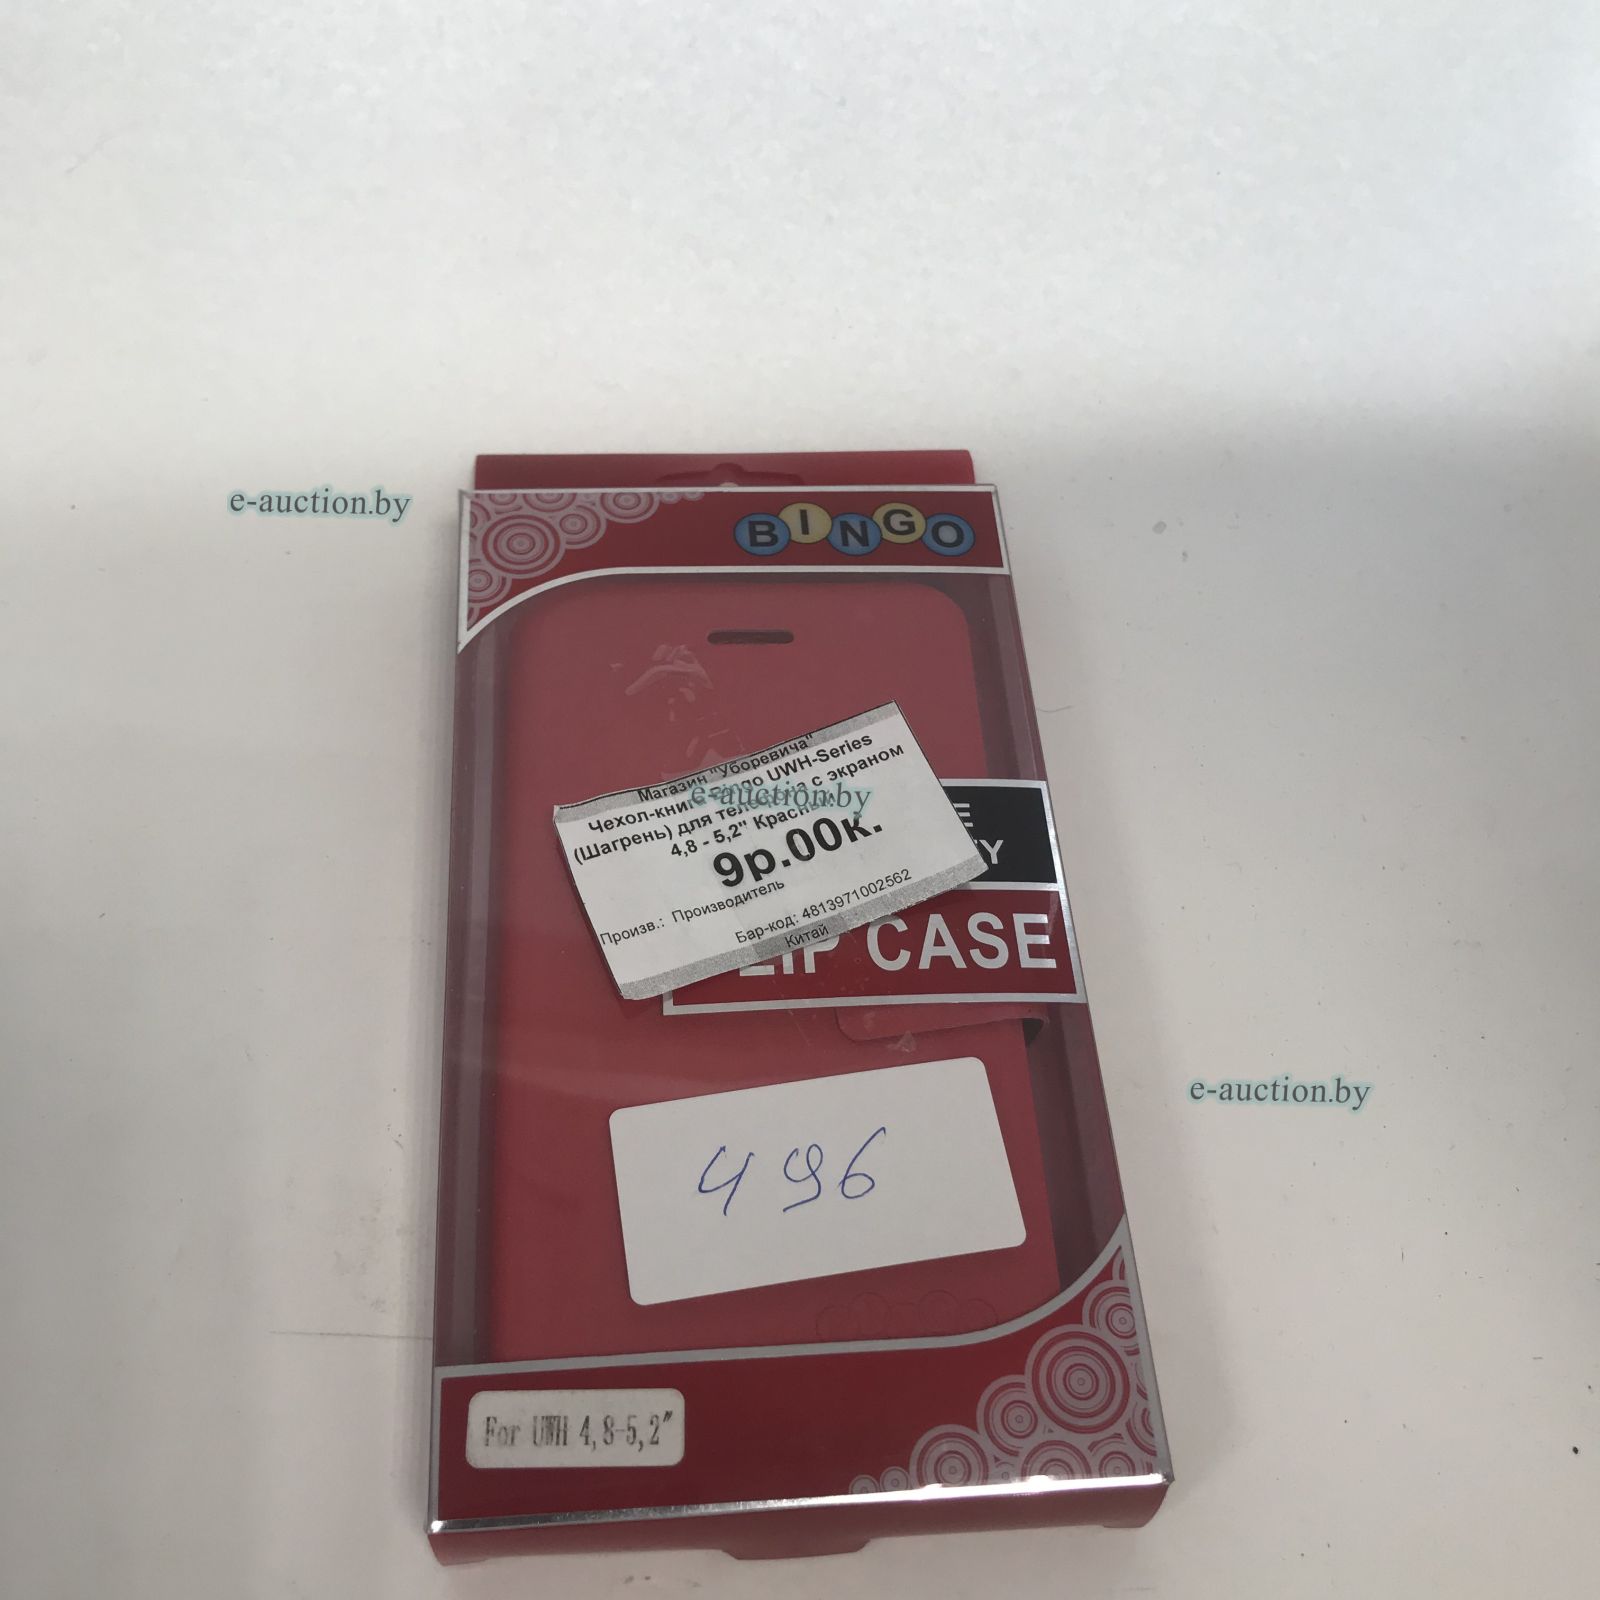 BINGO
e-auction.by
Магазин "Уборевича"
Чехол-книга Bingo UWH-Series
(Шагрень) для телефона с экраном
4,8 - 5,2" Красный
e-auction.by
9р.00к.
Произв.: Производитель
Бар-код: 4813971002562
Китай
E
TY
LIP CASE
e-auction.by
496
For UWH 4,8-5,2"